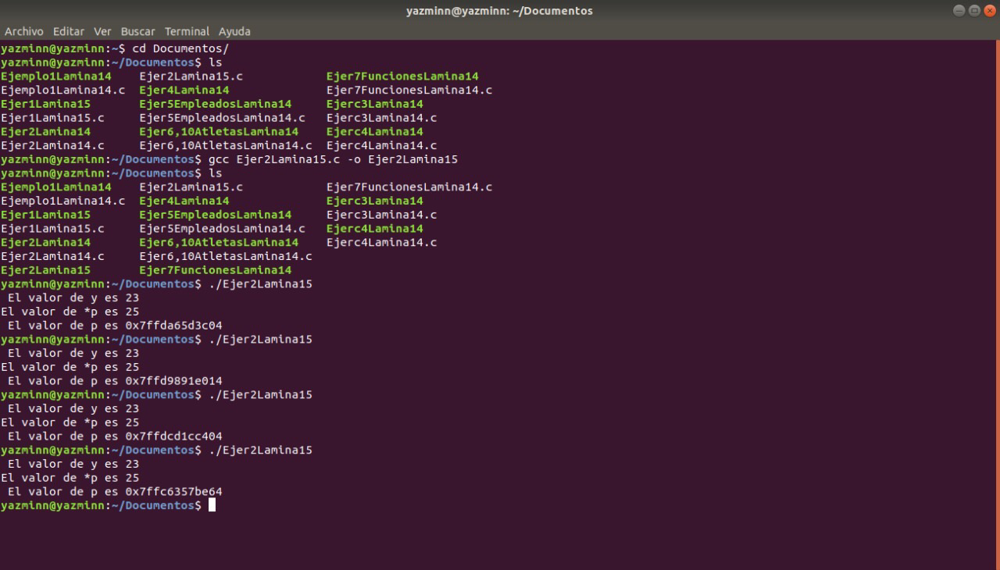 yazminn@yazminn: ~/Documentos
Archivo Editar Ver Buscar Terminal Ayuda
yazminn@yazminn:~$ cd Documentos/
yazminn@yazminn:~/Documentos$ ls
Ejemplo1Lamina14 Ejer2Lamina15.c Ejer7FuncionesLamina14
Ejemplo1Lamina14.c Ejer4Lamina14 Ejer7FuncionesLamina14.c
Ejer1Lamina15 Ejer5EmpleadosLamina14 Ejerc3Lamina14
Ejer1Lamina15.c Ejer5EmpleadosLamina14.c Ejerc3Lamina14.c
Ejer2Lamina14 Ejer6,10AtletasLamina14 Ejerc4Lamina14
Ejer2Lamina14.c Ejer6,10AtletasLamina14.c Ejerc4Lamina14.c
yazminn@yazminn:~/Documentos$ gcc Ejer2Lamina15.c -o Ejer2Lamina15
yazminn@yazminn:~/Documentos$ ls
Ejemplo1Lamina14 Ejer2Lamina15.c Ejer7FuncionesLamina14.c
Ejemplo1Lamina14.c Ejer4Lamina14 Ejerc3Lamina14
Ejer1Lamina15 Ejer5EmpleadosLamina14 Ejerc3Lamina14.c
Ejer1Lamina15.c Ejer5EmpleadosLamina14.c Ejerc4Lamina14
Ejer2Lamina14 Ejer6,10AtletasLamina14 Ejerc4Lamina14.c
Ejer2Lamina14.c Ejer6,10AtletasLamina14.c
Ejer2Lamina15 Ejer7FuncionesLamina14
yazminn@yazminn:~/Documentos$ ./Ejer2Lamina15
El valor de y es 23
El valor de *p es 25
El valor de p es 0x7ffda65d3c04
yazminn@yazminn:~/Documentos$ ./Ejer2Lamina15
El valor de y es 23
El valor de *p es 25
El valor de p es 0x7ffd9891e014
yazminn@yazminn:~/Documentos$ ./Ejer2Lamina15
El valor de y es 23
El valor de *p es 25
El valor de p es 0x7ffdcd1cc404
yazminn@yazminn:~/Documentos$ ./Ejer2Lamina15
El valor de y es 23
El valor de *p es 25
El valor de p es 0x7ffc6357be64
yazminn@yazminn:~/Documentos$